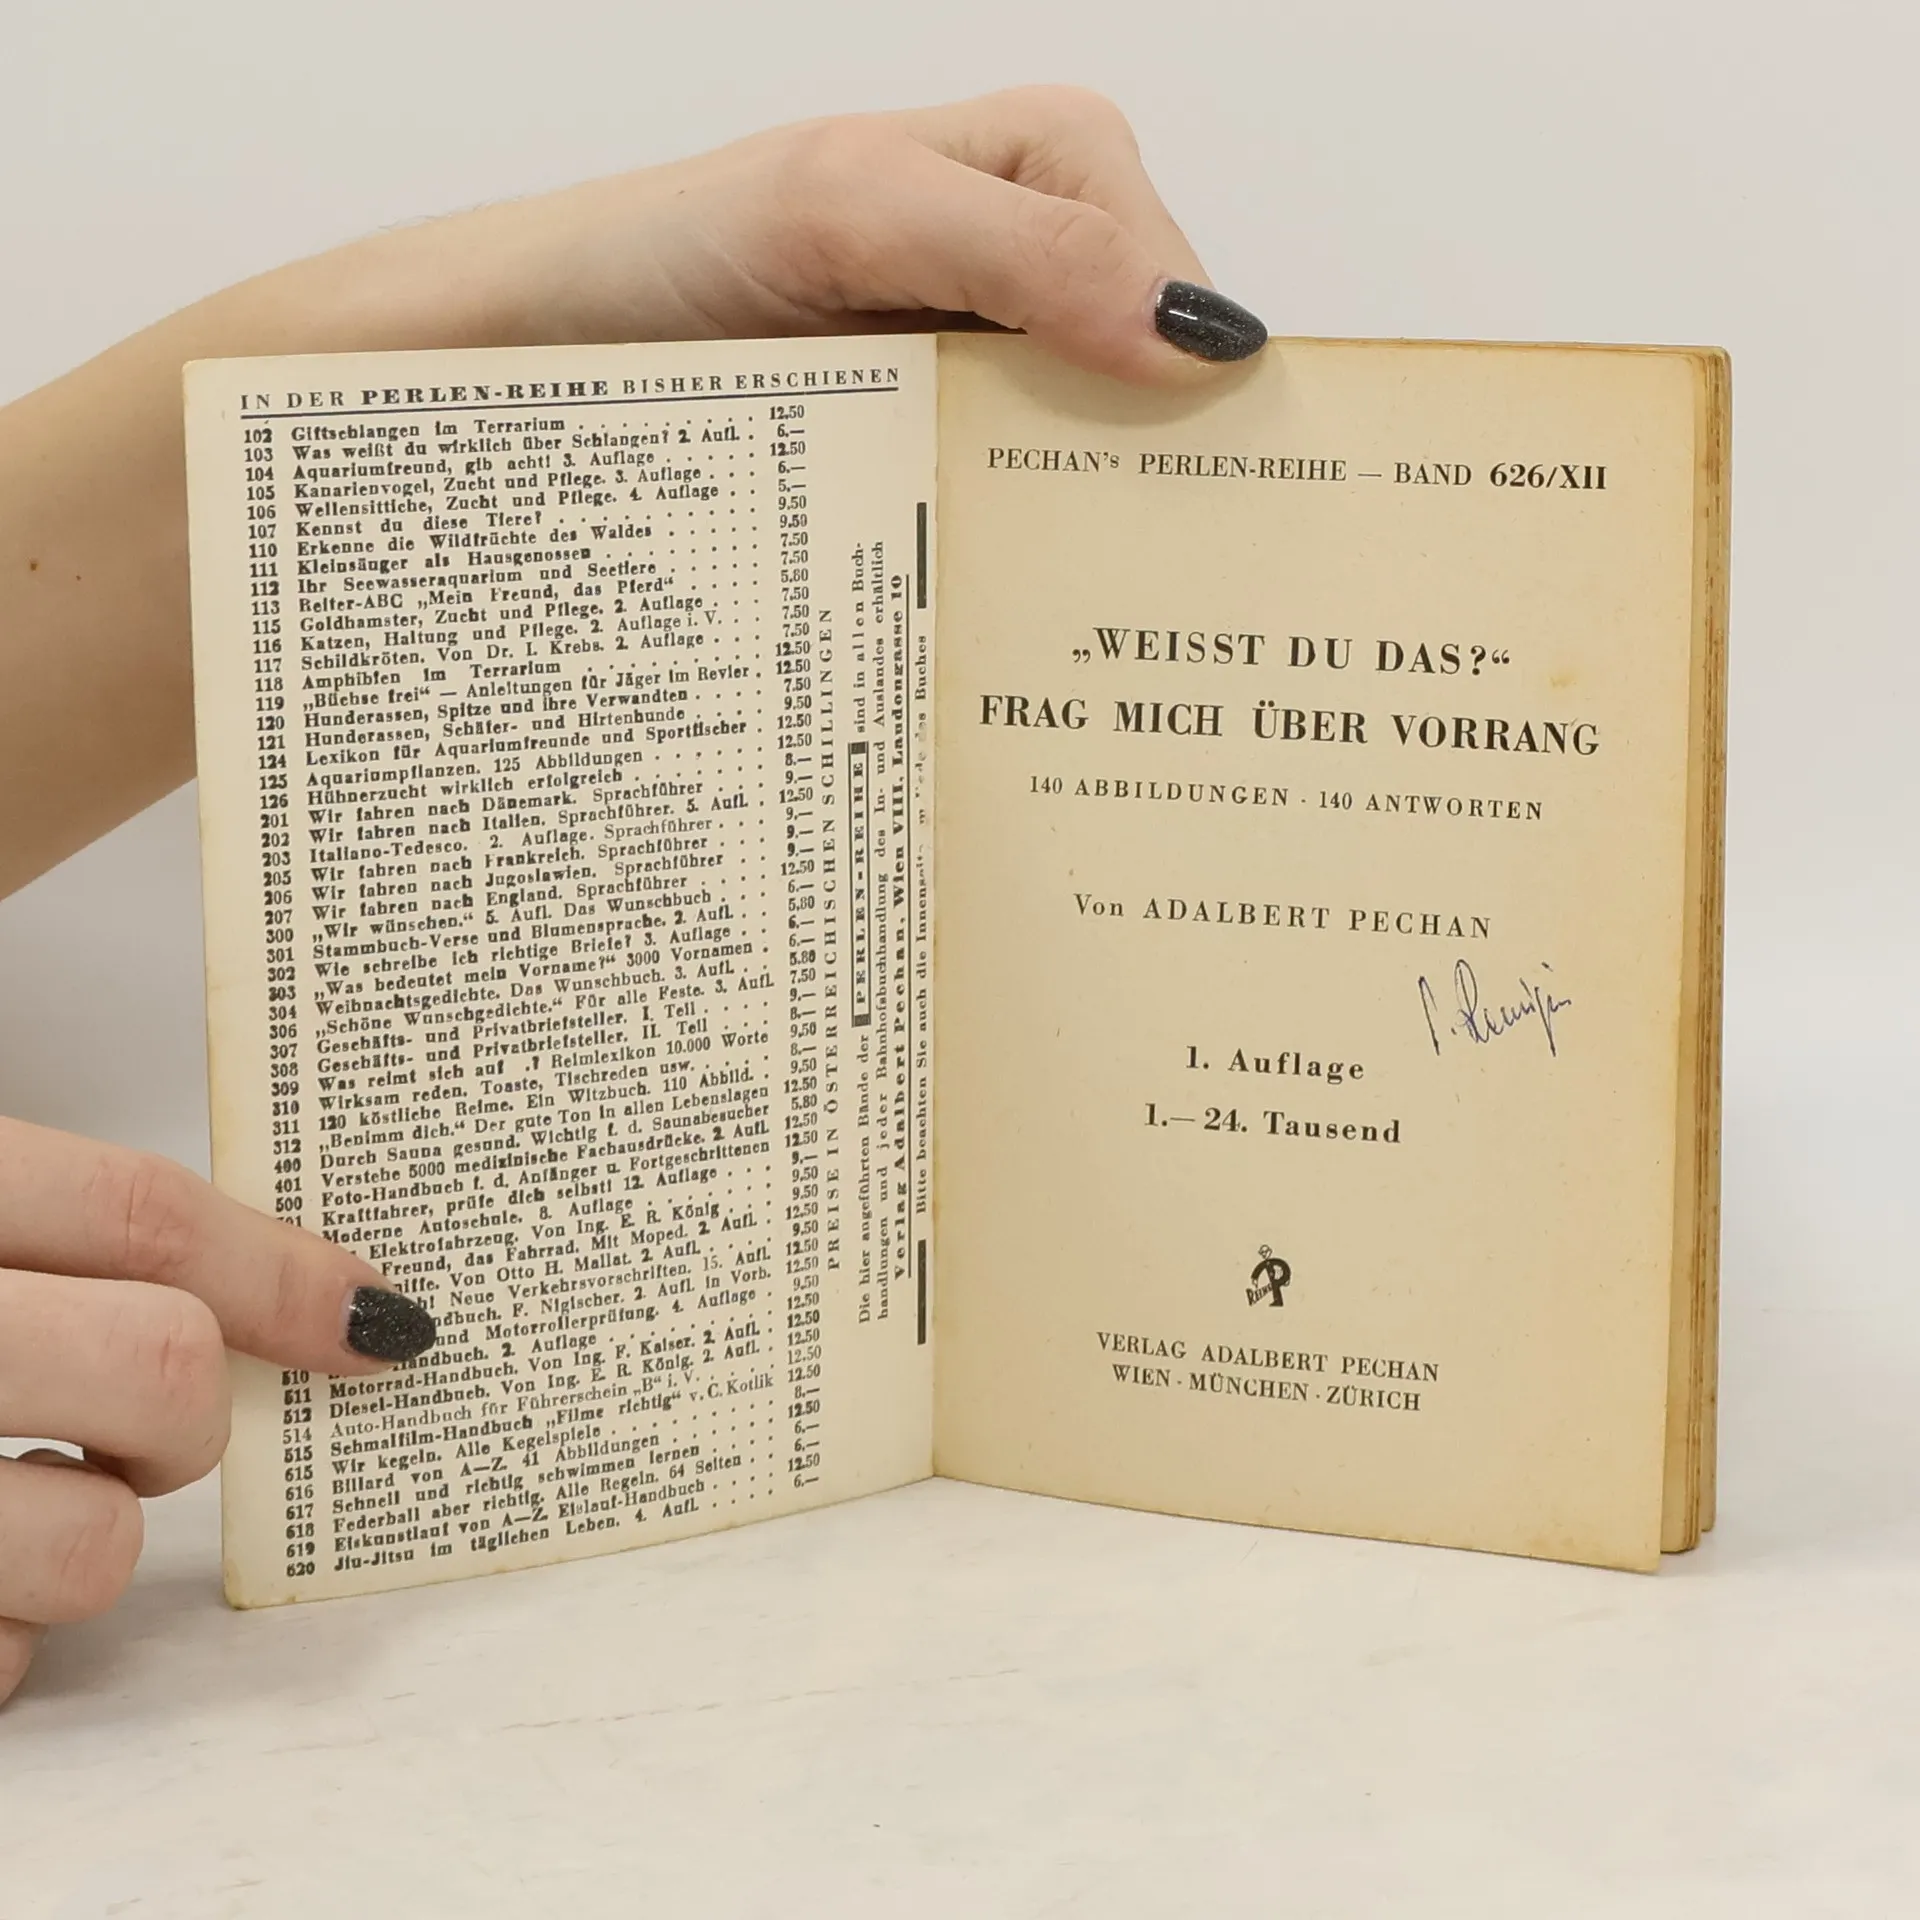 IN DER PERLEN-REIHE BISHER ERSCHIENEN
102 Giftschlangen im Terrarium . . . . . . . . . 12.50
103 Was weißt du wirklich über Schlangen? 2. Aufl. . 6.—
104 Aquariumfreund, gib acht! 3. Auflage . . . . . 12.50
105 Kanarienvogel, Zucht und Pflege. 3. Auflage . . . 6.—
106 Wellensittiche, Zucht und Pflege. 4. Auflage . . 5.—
107 Kennst du diese Tiere? . . . . . . . . . . 9.50
110 Erkenne die Wildfrüchte des Waldes . . . . . 9.50
111 Kleinsäuger als Hausgenossen . . . . . . . . 7.50
112 Ihr Seewasseraquarium und Seetiere . . . . . 7.50
113 Reiter-ABC „Mein Freund, das Pferd“ . . . . 5.80
115 Goldhamster, Zucht und Pflege. 2. Auflage . . . 7.50
116 Katzen, Haltung und Pflege. 2. Auflage i. V. . . 7.50
117 Schildkröten. Von Dr. I. Krebs. 2. Auflage . . . 7.50
118 Amphibien im Terrarium . . . . . . . . . 12.50
119 „Büchse frei“ — Anleitungen für Jäger im Revier . 12.50
120 Hunderassen, Spitze und ihre Verwandten . . . . 7.50
121 Hunderassen, Schäfer- und Hirtenhunde . . . . . 9.50
124 Lexikon für Aquariumfreunde und Sportfischer . 12.50
125 Aquariumpflanzen. 125 Abbildungen . . . . . . 12.50
126 Hühnerzucht wirklich erfolgreich . . . . . . . 8.—
201 Wir fahren nach Dänemark. Sprachführer . . . 9.—
202 Wir fahren nach Italien. Sprachführer. 5. Aufl. . 12.50
203 Italiano-Tedesco. 2. Auflage. Sprachführer . . . 9.—
205 Wir fahren nach Frankreich. Sprachführer . . . 9.—
206 Wir fahren nach Jugoslawien. Sprachführer . . 9.—
207 Wir fahren nach England. Sprachführer . . . . 12.50
300 „Wir wünschen.“ 5. Aufl. Das Wunschbuch . . . 6.—
301 Stammbuch-Verse und Blumensprache. 2. Aufl. . . 5.80
302 Wie schreibe ich richtige Briefe? 3. Auflage . . 6.—
303 „Was bedeutet mein Vorname?“ 3000 Vornamen . 6.—
304 Weihnachtsgedichte. Das Wunschbuch. 3. Aufl. . . 5.80
306 „Schöne Wunschgedichte.“ Für alle Feste. 3. Aufl. 7.50
307 Geschäfts- und Privatbriefsteller. I. Teil . . . . 9.—
308 Geschäfts- und Privatbriefsteller. II. Teil . . . 8.—
309 Was reimt sich auf .? Reimlexikon 10.000 Worte 9.50
310 Wirksam reden. Toaste, Tischreden usw. . . . . 8.—
311 120 köstliche Reime. Ein Witzbuch. 110 Abbild. . 9.50
312 „Benimm dich.“ Der gute Ton in allen Lebenslagen 12.50
400 Durch Sauna gesund. Wichtig f. d. Saunabesucher 5.80
401 Verstehe 5000 medizinische Fachausdrücke. 2. Aufl. 12.50
500 Foto-Handbuch f. d. Anfänger u. Fortgeschrittenen 12.50
Kraftfahrer, prüfe dich selbst! 12. Auflage . . . 9.—
Moderne Autoschule. 8. Auflage . . . . . . . 9.50
Elektrofahrzeug. Von Ing. E. R. König . . . 9.50
Freund, das Fahrrad. Mit Moped. 2. Aufl. . 12.50
Von Otto H. Mallat. 2. Aufl. . . . . 9.50
Neue Verkehrsvorschriften. 15. Aufl. 12.50
F. Niglscher. 2. Aufl. in Vorb. 12.50
und Motorrollerprüfung. 4. Auflage . 9.50
510 Handbuch. 2. Auflage . . . . . . . . 12.50
511 Motorrad-Handbuch. Von Ing. F. Kaiser. 2. Aufl. . 12.50
512 Diesel-Handbuch. Von Ing. E. R. König. 2. Aufl. . 12.50
514 Auto-Handbuch für Führerschein „B“ i. V. . . . 12.50
515 Schmalfilm-Handbuch „Filme richtig“ v. C. Kotlik 12.50
615 Wir kegeln. Alle Kegelspiele . . . . . . . . 8.—
616 Billard von A—Z. 41 Abbildungen . . . . . . 12.50
617 Schnell und richtig schwimmen lernen . . . . 6.—
618 Federball aber richtig. Alle Regeln. 64 Seiten . . 6.—
619 Eiskunstlauf von A—Z. Eislauf-Handbuch . . . 12.50
620 Jiu-Jitsu im täglichen Leben. 4. Aufl. . . . . 6.—
PREISE IN ÖSTERREICHISCHEN SCHILLINGEN
Die hier angeführten Bände der PERLEN-REIHE sind in allen Buch-
handlungen und jeder Bahnhofsbuchhandlung des In- und Auslandes erhältlich
Verlag Adalbert Pechan, Wien VIII, Laudongasse 10
Bitte beachten Sie auch die Innenseite des Buches
PECHAN's PERLEN-REIHE — BAND 626/XII
„WEISST DU DAS?“
FRAG MICH ÜBER VORRANG
140 ABBILDUNGEN · 140 ANTWORTEN
Von ADALBERT PECHAN
1. Auflage
1.— 24. Tausend
REIHE
VERLAG ADALBERT PECHAN
WIEN · MÜNCHEN · ZÜRICH